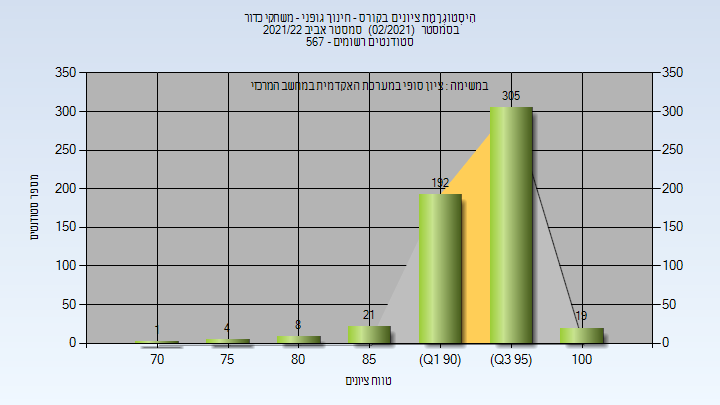 היסטוגרמת ציונים בקורס - חינוך גופני - משחקי כדור
בסמסטר (02/2021) סמסטר אביב 2021/22
סטודנטים רשומים - 567
במשימה : ציון סופי במערכת האקדמית במחשב המרכזי
350 350
300 300
250 250
200 200
150 150
100 100
50 50
0 0
מספר סטודנטים
1 4 8 21 192 305 19
70 75 80 85 (Q1 90) (Q3 95) 100
טווח ציונים